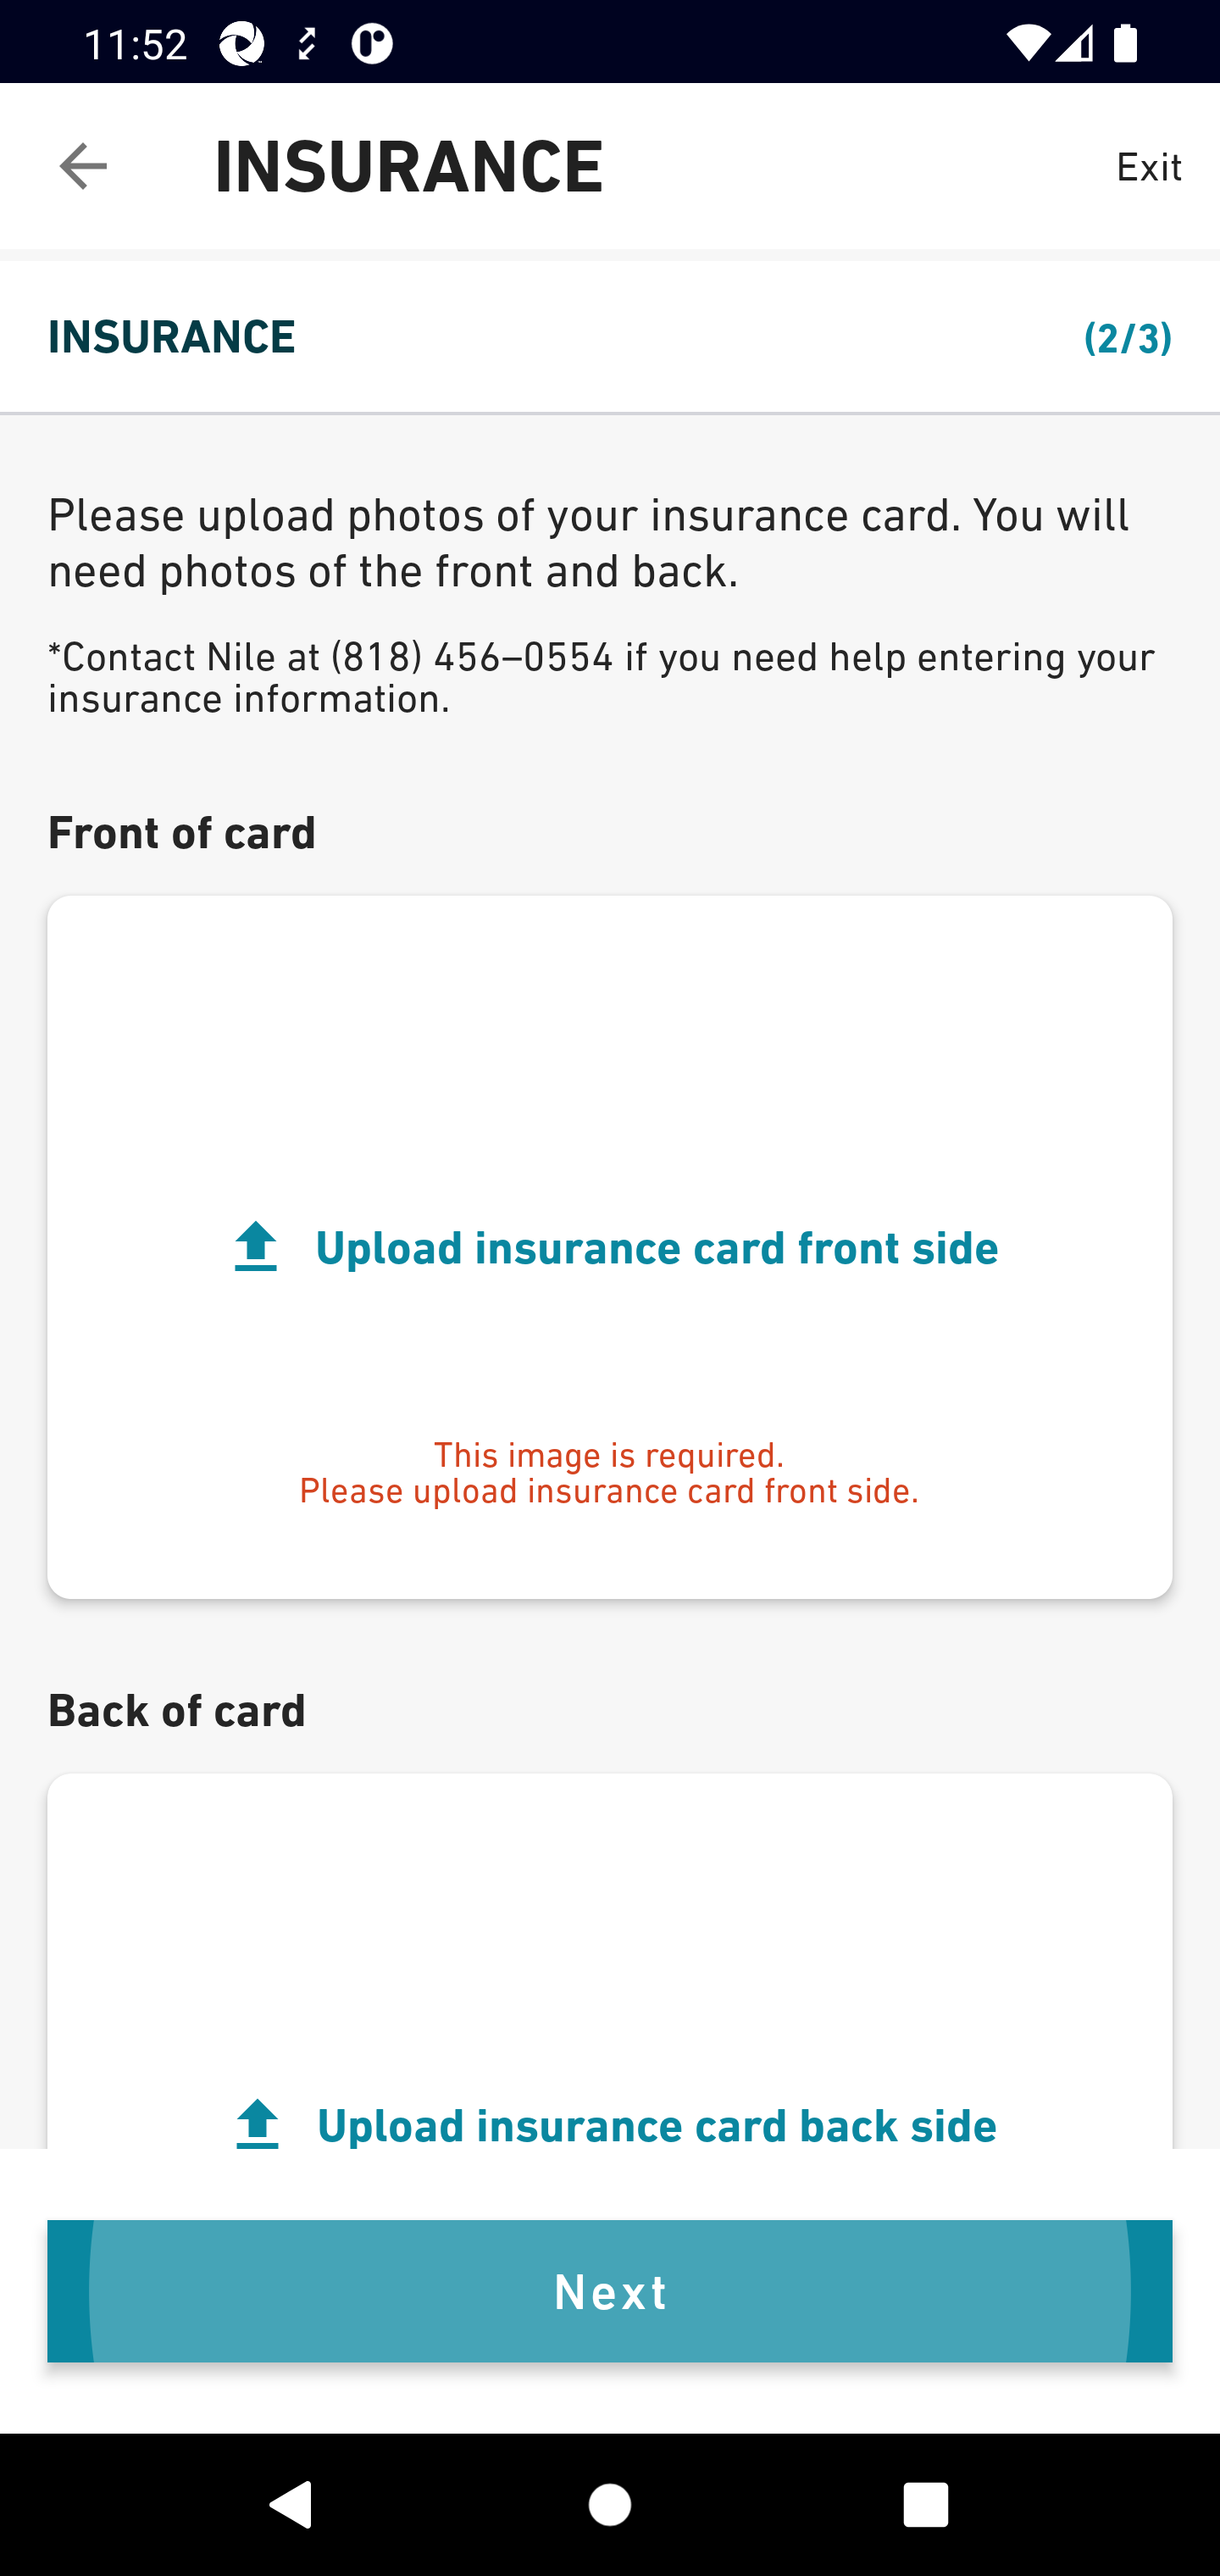 11:52
INSURANCE
Exit
INSURANCE
(2/3)
Please upload photos of your insurance card. You will
need photos of the front and back.
*Contact Nile at (818) 456–0554 if you need help entering your
insurance information.
Front of card
Upload insurance card front side
This image is required.
Please upload insurance card front side.
Back of card
Upload insurance card back side
Next